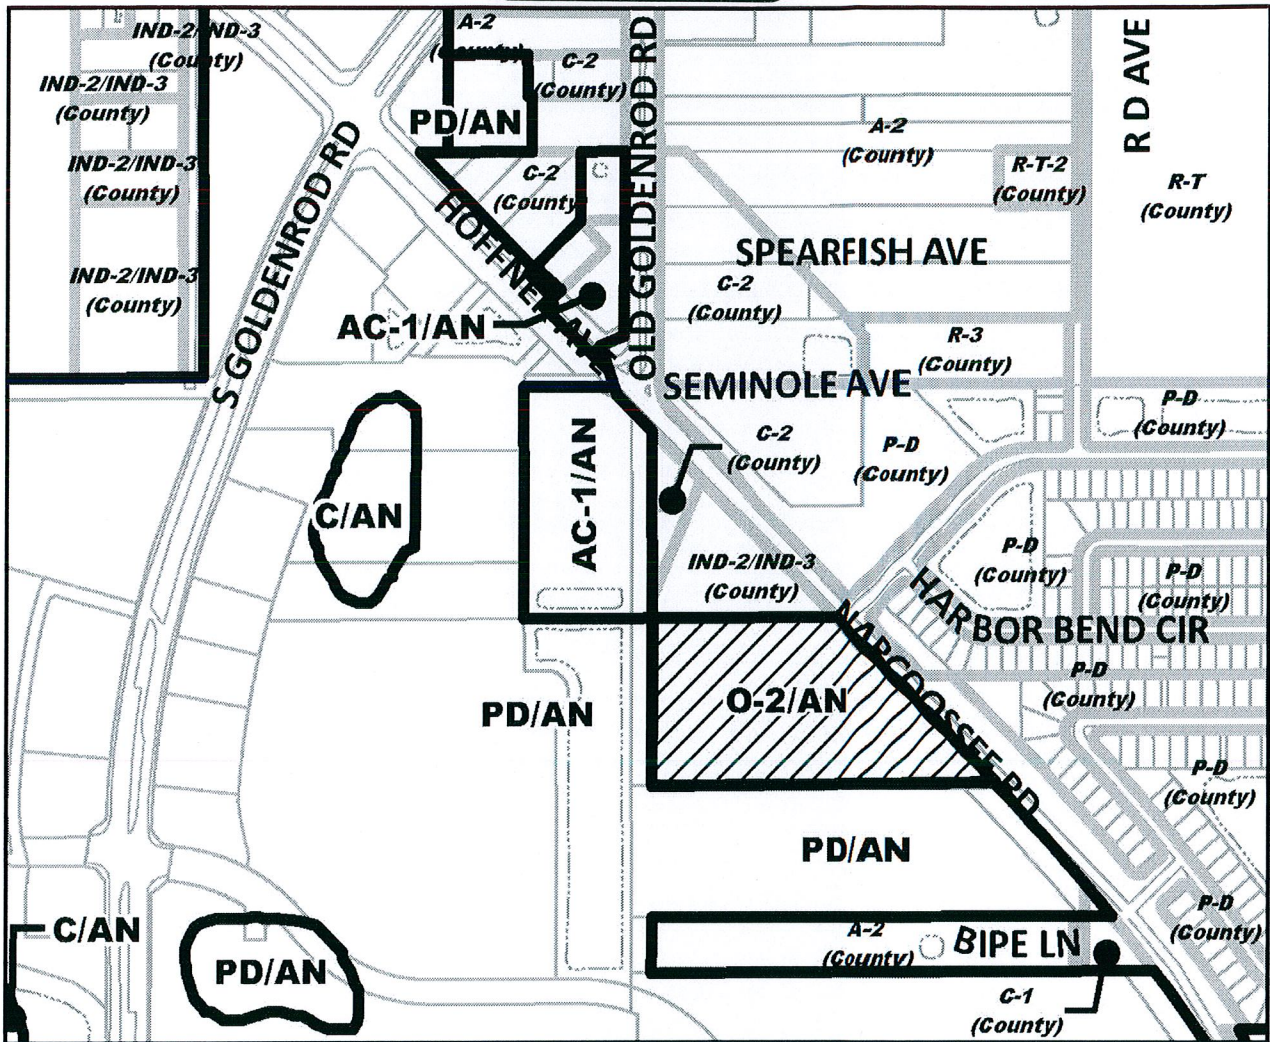 IND-2/IND-3
(County)
A-2
(County)
C-2
(County)
OLD GOLDENROD RD
R D AVE
IND-2/IND-3
(County)
PD/AN
A-2
(County)
IND-2/IND-3
(County)
C-2
(County)
R-T-2
(County)
R-T
(County)
S GOLDENROD RD
HOFFNER AVE
SPEARFISH AVE
IND-2/IND-3
(County)
C-2
(County)
AC-1/AN
R-3
(County)
SEMINOLE AVE
P-D
(County)
AC-1/AN
C-2
(County)
P-D
(County)
C/AN
IND-2/IND-3
(County)
P-D
(County)
P-D
(County)
HARBOR BEND CIR
NARCOOSSEE RD
P-D
(County)
PD/AN
O-2/AN
P-D
(County)
PD/AN
C/AN
A-2
(County)
BIPE LN
P-D
(County)
PD/AN
C-1
(County)